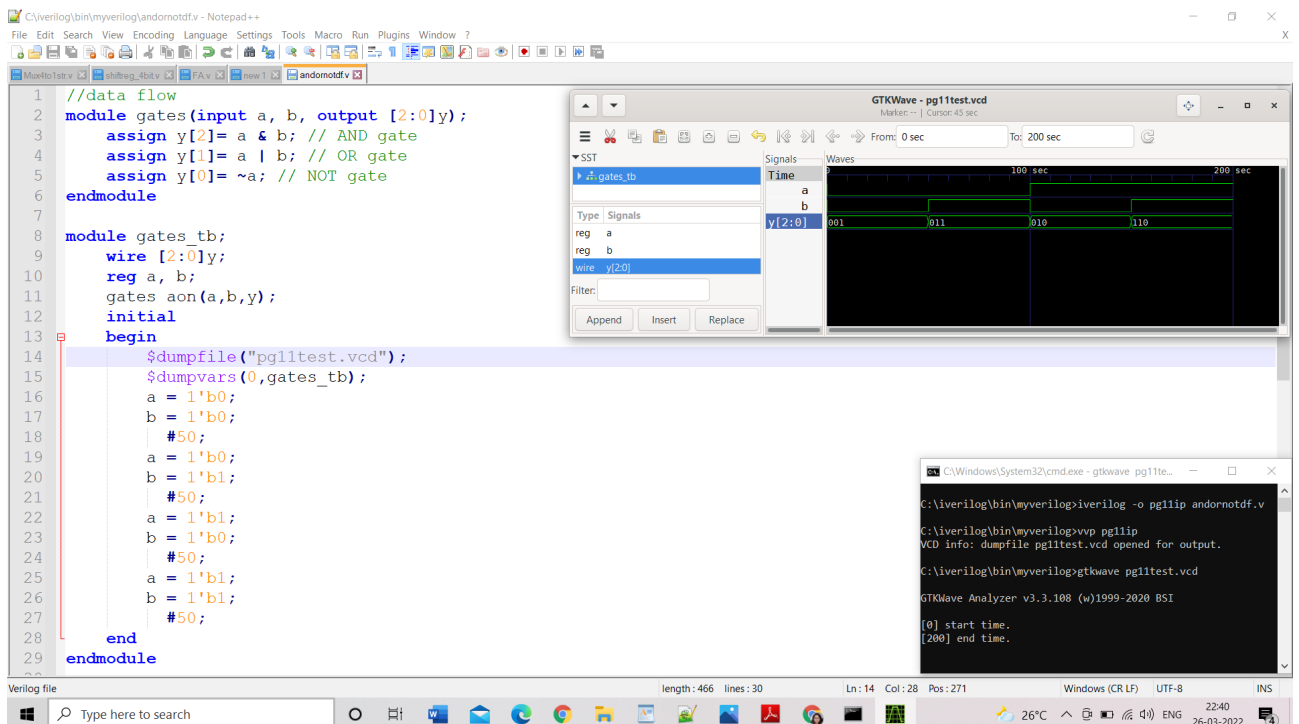 C:\iverilog\bin\myverilog\andornotdf.v - Notepad++
File Edit Search View Encoding Language Settings Tools Macro Run Plugins Window ? X
Mux4to1str.v shiftreg_4bit.v FA.v new 1 andornotdf.v
1 //data flow
2 module gates(input a, b, output [2:0]y);
3 assign y[2]= a & b; // AND gate
4 assign y[1]= a | b; // OR gate
5 assign y[0]= ~a; // NOT gate
6 endmodule
7
8 module gates_tb;
9 wire [2:0]y;
10 reg a, b;
11 gates aon(a,b,y);
12 initial
13 begin
14 $dumpfile("pg11test.vcd");
15 $dumpvars(0,gates_tb);
16 a = 1'b0;
17 b = 1'b0;
18 #50;
19 a = 1'b0;
20 b = 1'b1;
21 #50;
22 a = 1'b1;
23 b = 1'b0;
24 #50;
25 a = 1'b1;
26 b = 1'b1;
27 #50;
28 end
29 endmodule
GTKWave - pg11test.vcd
Marker: -- | Cursor: 45 sec
From: 0 sec To: 200 sec
SST
gates_tb
Type Signals
reg a
reg b
wire y[2:0]
Filter:
Append Insert Replace
Signals
Time
a
b
y[2:0]
Waves
0 100 sec 200 sec
001 011 010 110
C:\Windows\System32\cmd.exe - gtkwave pg11te...
C:\iverilog\bin\myverilog>iverilog -o pg11ip andornotdf.v
C:\iverilog\bin\myverilog>vvp pg11ip
VCD info: dumpfile pg11test.vcd opened for output.
C:\iverilog\bin\myverilog>gtkwave pg11test.vcd
GTKWave Analyzer v3.3.108 (w)1999-2020 BSI
[0] start time.
[200] end time.
Verilog file length : 466 lines : 30 Ln : 14 Col : 28 Pos : 271 Windows (CR LF) UTF-8 INS
Type here to search 26°C ENG 22:40
26-03-2022 4